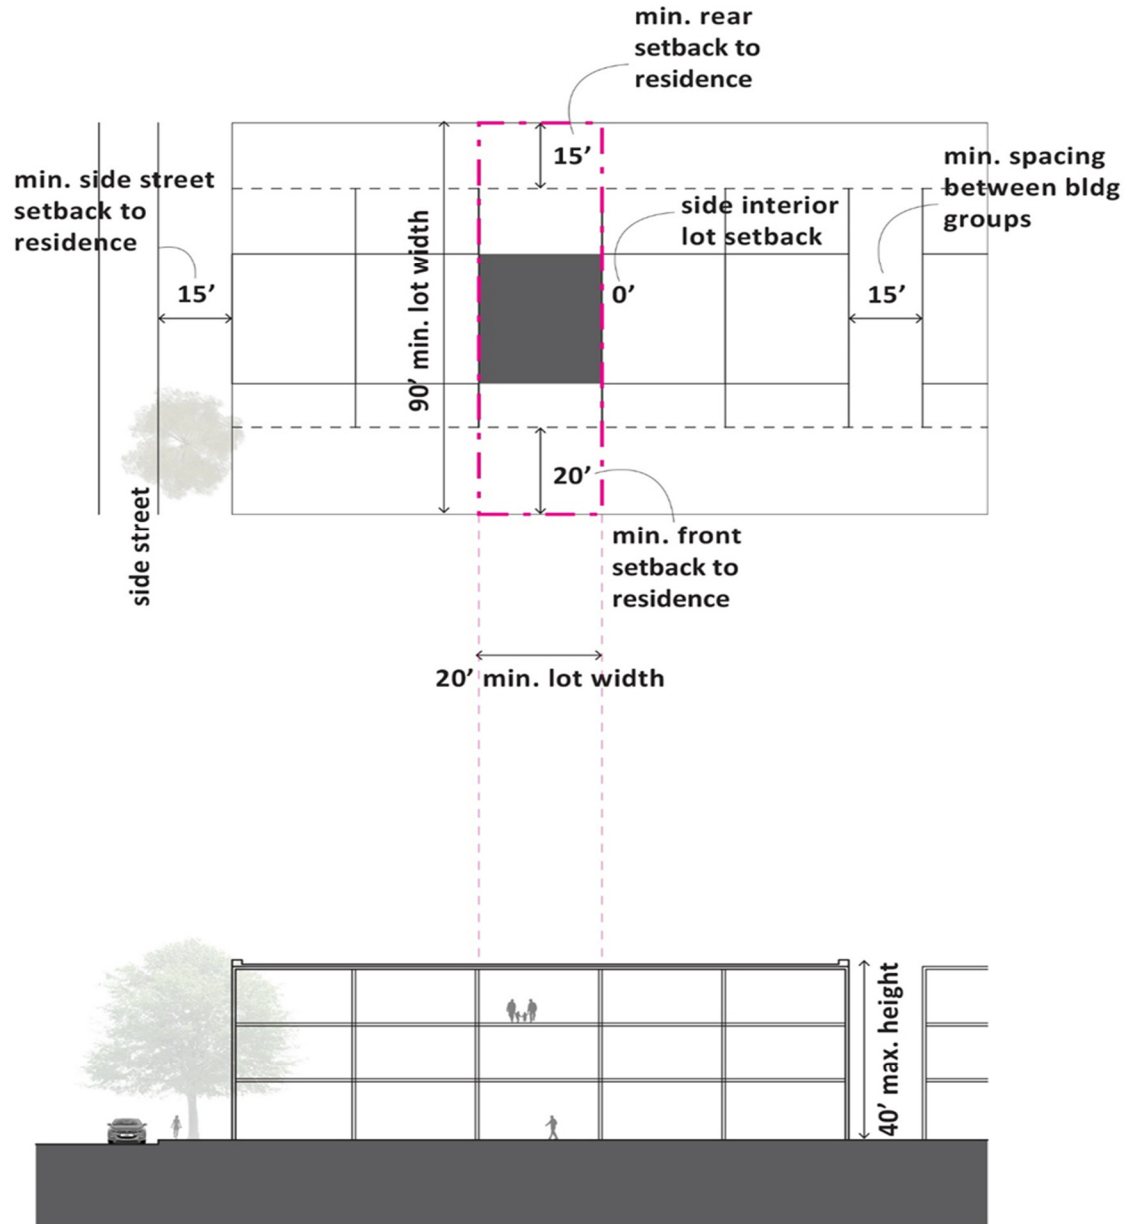 min. rear
setback to
residence
15’
min. side street
setback to
residence
15’
90’ min. lot width
side interior
lot setback
0’
min. spacing
between bldg
groups
15’
20’
side street
min. front
setback to
residence
20’ min. lot width
40’ max. height